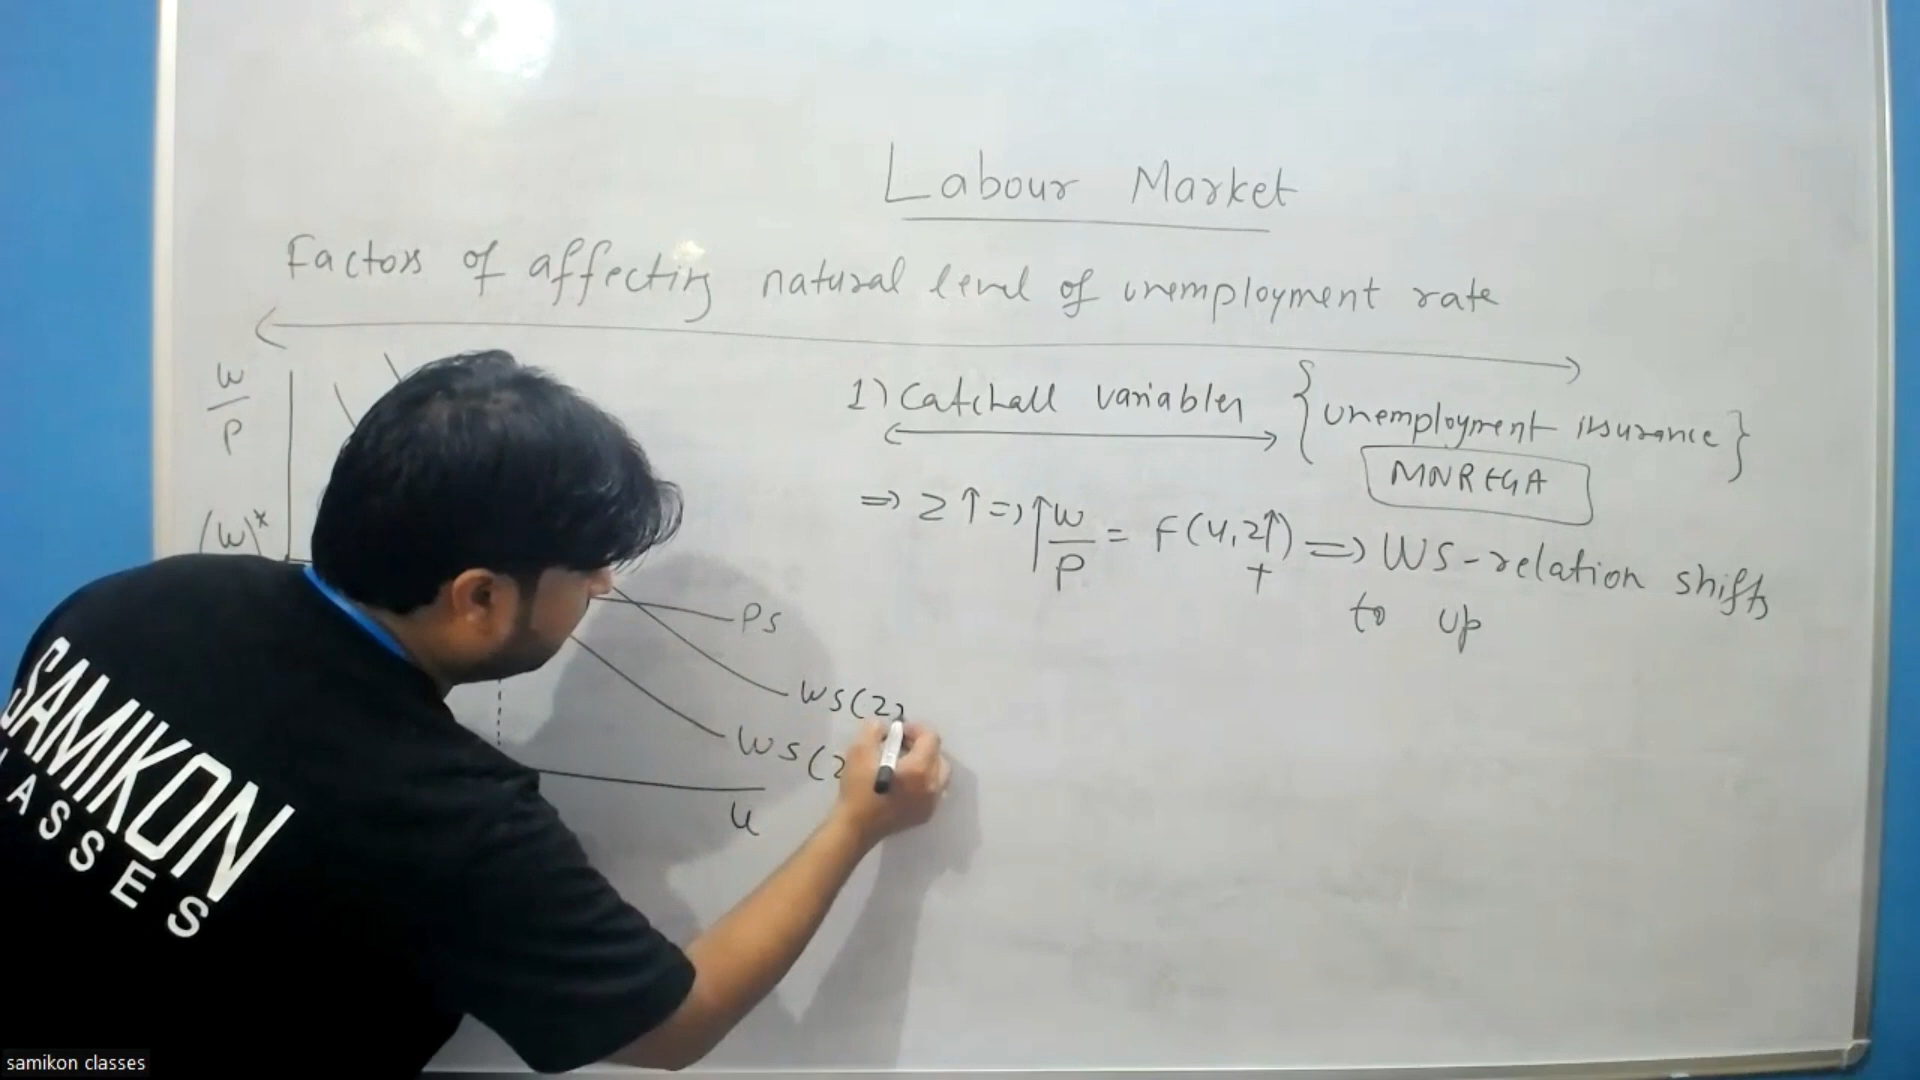 Labour Market
Factors of affecting natural level of unemployment rate
W
P
(W)*
PS
WS(Z)
WS(Z
u
1) Catchall variables { unemployment insurance }
MNREGA
=> Z↑ => ↑W/P = F(u, Z↑) => WS-relation shifts
+
to up
SAMIKON
LASSES
samikon classes